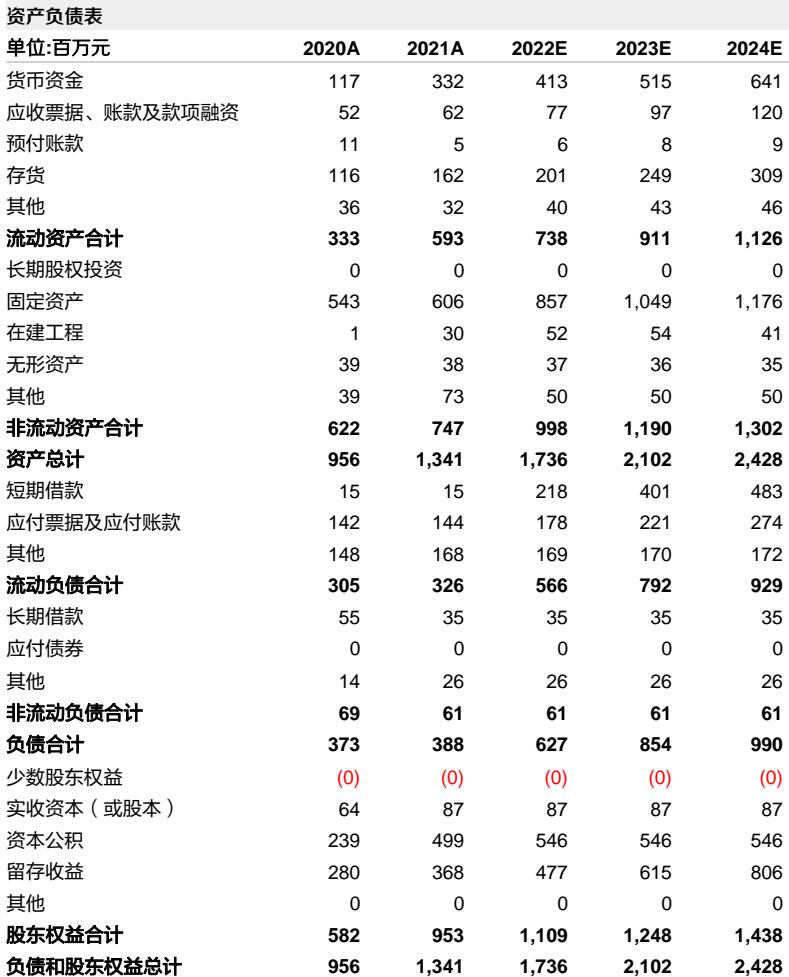 资产负债表
单位:百万元 2020A 2021A 2022E 2023E 2024E
货币资金 117 332 413 515 641
应收票据、账款及款项融资 52 62 77 97 120
预付账款 11 5 6 8 9
存货 116 162 201 249 309
其他 36 32 40 43 46
流动资产合计 333 593 738 911 1,126
长期股权投资 0 0 0 0 0
固定资产 543 606 857 1,049 1,176
在建工程 1 30 52 54 41
无形资产 39 38 37 36 35
其他 39 73 50 50 50
非流动资产合计 622 747 998 1,190 1,302
资产总计 956 1,341 1,736 2,102 2,428
短期借款 15 15 218 401 483
应付票据及应付账款 142 144 178 221 274
其他 148 168 169 170 172
流动负债合计 305 326 566 792 929
长期借款 55 35 35 35 35
应付债券 0 0 0 0 0
其他 14 26 26 26 26
非流动负债合计 69 61 61 61 61
负债合计 373 388 627 854 990
少数股东权益 (0) (0) (0) (0) (0)
实收资本（或股本） 64 87 87 87 87
资本公积 239 499 546 546 546
留存收益 280 368 477 615 806
其他 0 0 0 0 0
股东权益合计 582 953 1,109 1,248 1,438
负债和股东权益总计 956 1,341 1,736 2,102 2,428